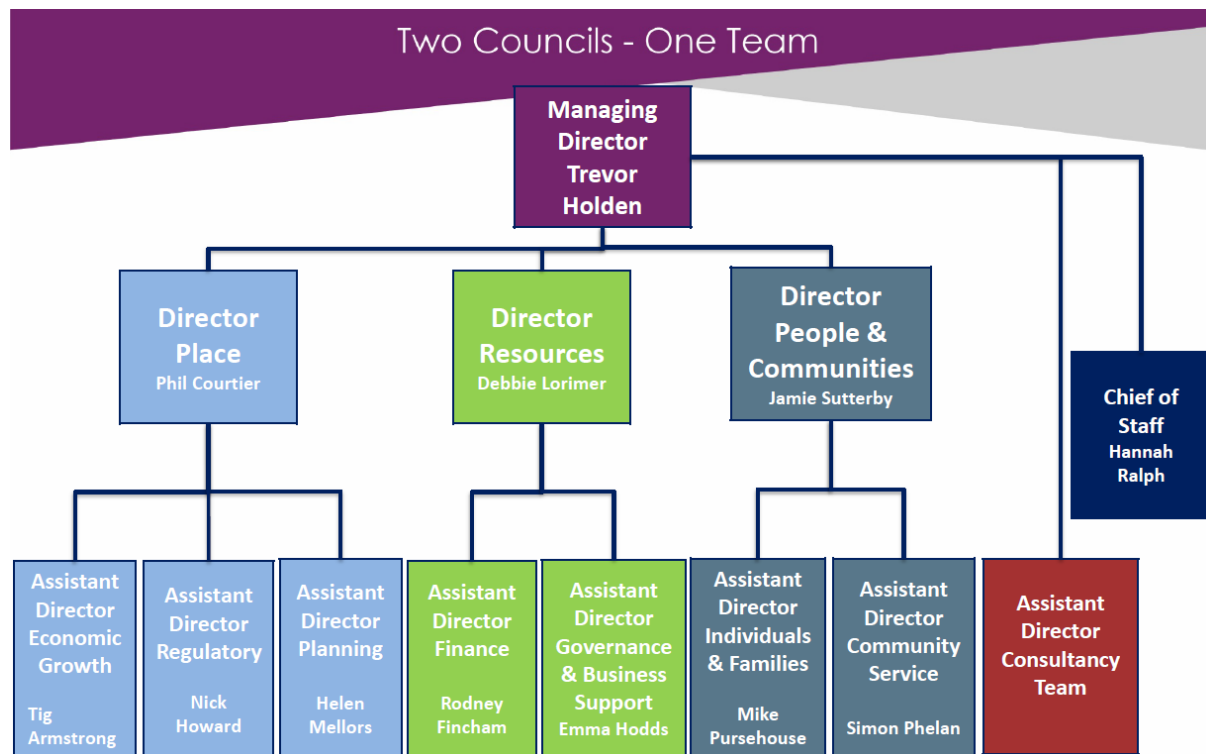 Two Councils - One Team
Managing
Director
Trevor
Holden
Director
Place
Phil Courtier
Director
Resources
Debbie Lorimer
Director
People &
Communities
Jamie Sutterby
Chief of
Staff
Hannah
Ralph
Assistant
Director
Economic
Growth
Tig
Armstrong
Assistant
Director
Regulatory
Nick
Howard
Assistant
Director
Planning
Helen
Mellors
Assistant
Director
Finance
Rodney
Fincham
Assistant
Director
Governance
& Business
Support
Emma Hodds
Assistant
Director
Individuals
& Families
Mike
Pursehouse
Assistant
Director
Community
Service
Simon Phelan
Assistant
Director
Consultancy
Team